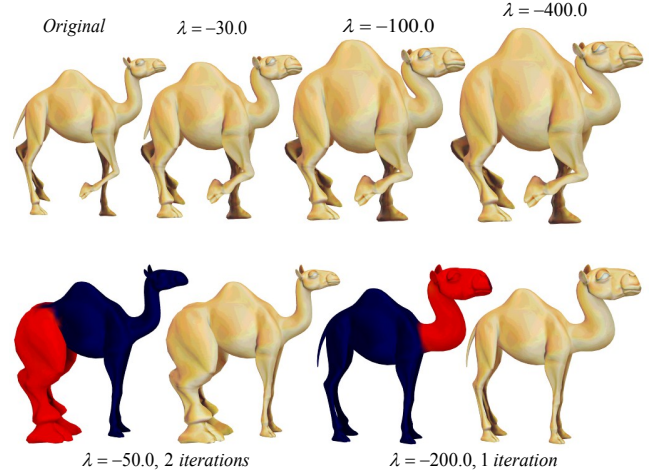 Original
λ = −30.0
λ = −100.0
λ = −400.0
λ = −50.0, 2 iterations
λ = −200.0, 1 iteration